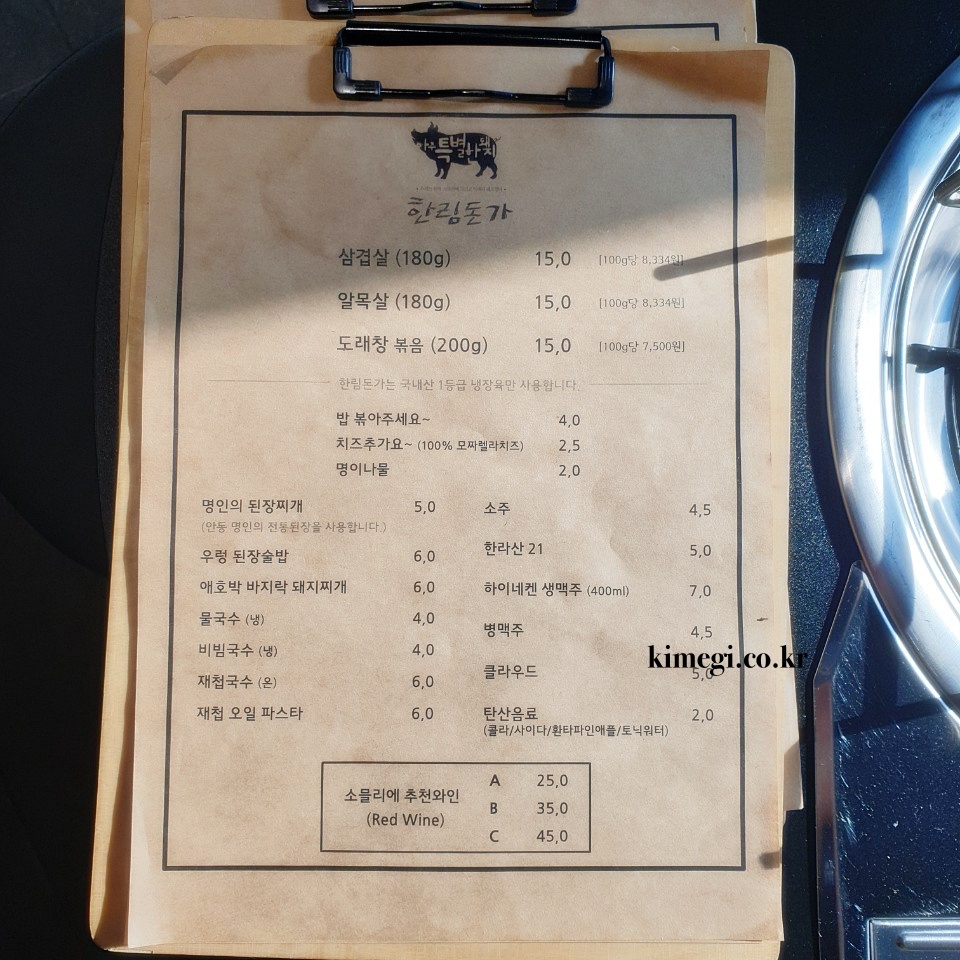 특별한돼지
한림돈가
삼겹살 (180g) 15,0 [100g당 8,334원]
알목살 (180g) 15,0 [100g당 8,334원]
도래창 볶음 (200g) 15,0 [100g당 7,500원]
한림돈가는 국내산 1등급 냉장육만 사용합니다.
밥 볶아주세요~ 4,0
치즈추가요~ (100% 모짜렐라치즈) 2,5
명이나물 2,0
명인의 된장찌개 5,0
(안동 명인의 전통된장을 사용합니다.)
우렁 된장술밥 6,0
애호박 바지락 돼지찌개 6,0
물국수 (냉) 4,0
비빔국수 (냉) 4,0
재첩국수 (온) 6,0
재첩 오일 파스타 6,0
소주 4,5
한라산 21 5,0
하이네켄 생맥주 (400ml) 7,0
병맥주 4,5
클라우드 5,0
탄산음료 2,0
(콜라/사이다/환타파인애플/토닉워터)
kimegi.co.kr
소믈리에 추천와인
(Red Wine)
A 25,0
B 35,0
C 45,0